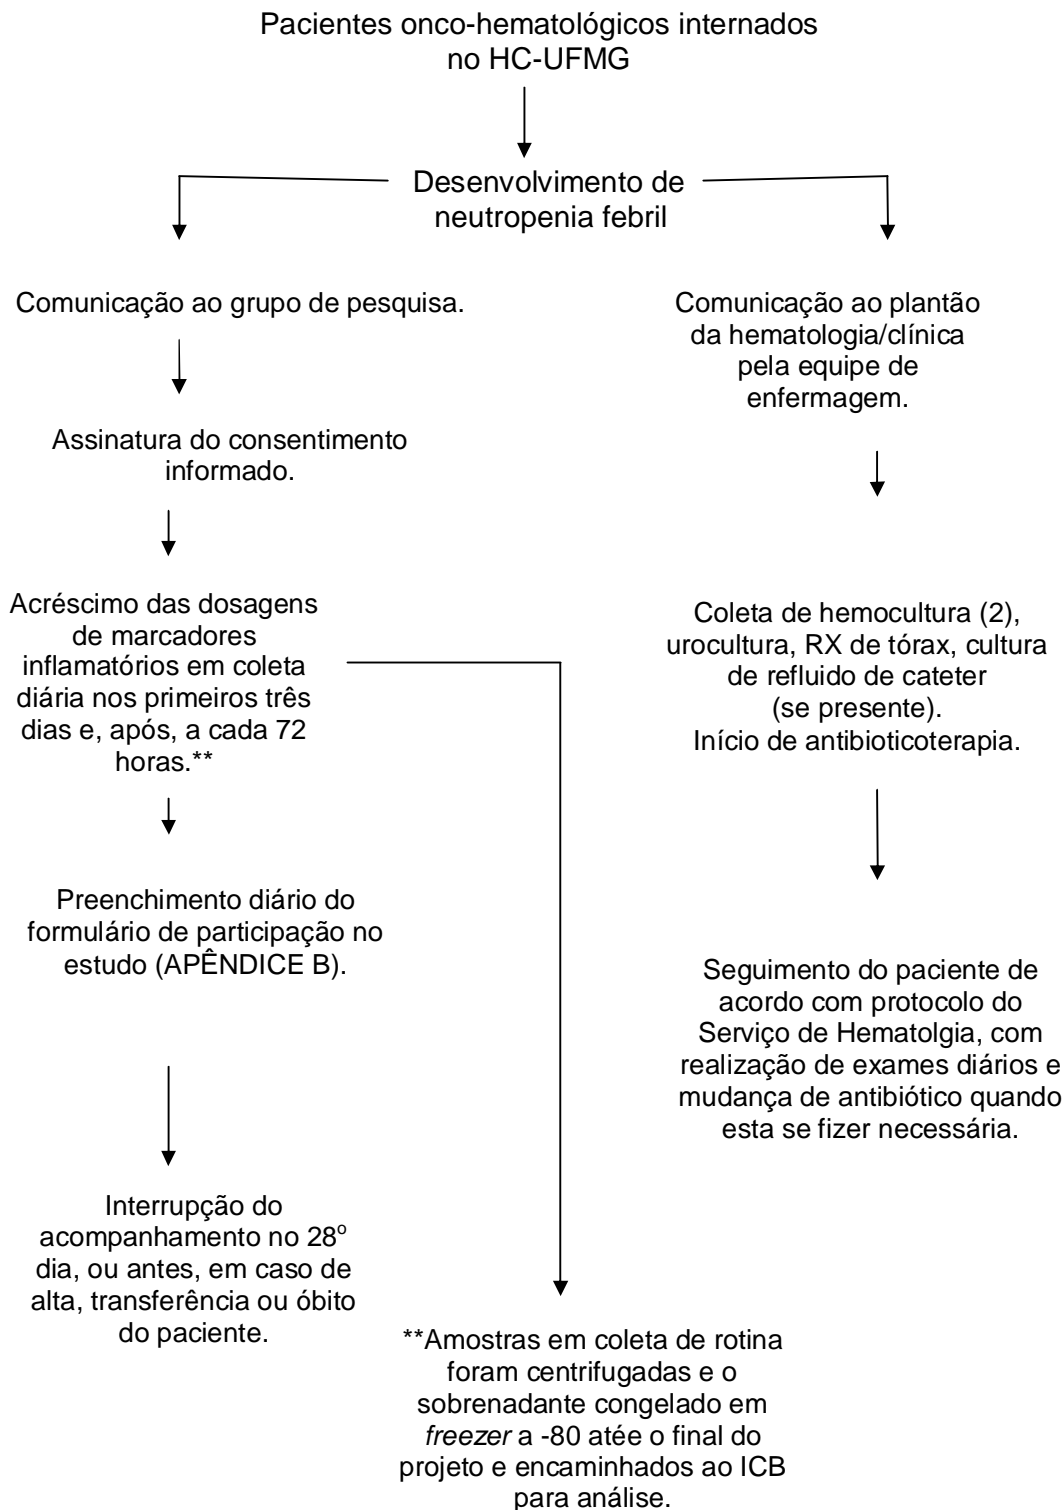 Pacientes onco-hematológicos internados
no HC-UFMG
Desenvolvimento de
neutropenia febril
Comunicação ao grupo de pesquisa.
Assinatura do consentimento
informado.
Acréscimo das dosagens
de marcadores
inflamatórios em coleta
diária nos primeiros três
dias e, após, a cada 72
horas.**
Preenchimento diário do
formulário de participação no
estudo (APÊNDICE B).
Interrupção do
acompanhamento no 28º
dia, ou antes, em caso de
alta, transferência ou óbito
do paciente.
**Amostras em coleta de rotina
foram centrifugadas e o
sobrenadante congelado em
freezer a -80 atée o final do
projeto e encaminhados ao ICB
para análise.
Comunicação ao plantão
da hematologia/clínica
pela equipe de
enfermagem.
Coleta de hemocultura (2),
urocultura, RX de tórax, cultura
de refluido de cateter
(se presente).
Início de antibioticoterapia.
Seguimento do paciente de
acordo com protocolo do
Serviço de Hematolgia, com
realização de exames diários e
mudança de antibiótico quando
esta se fizer necessária.